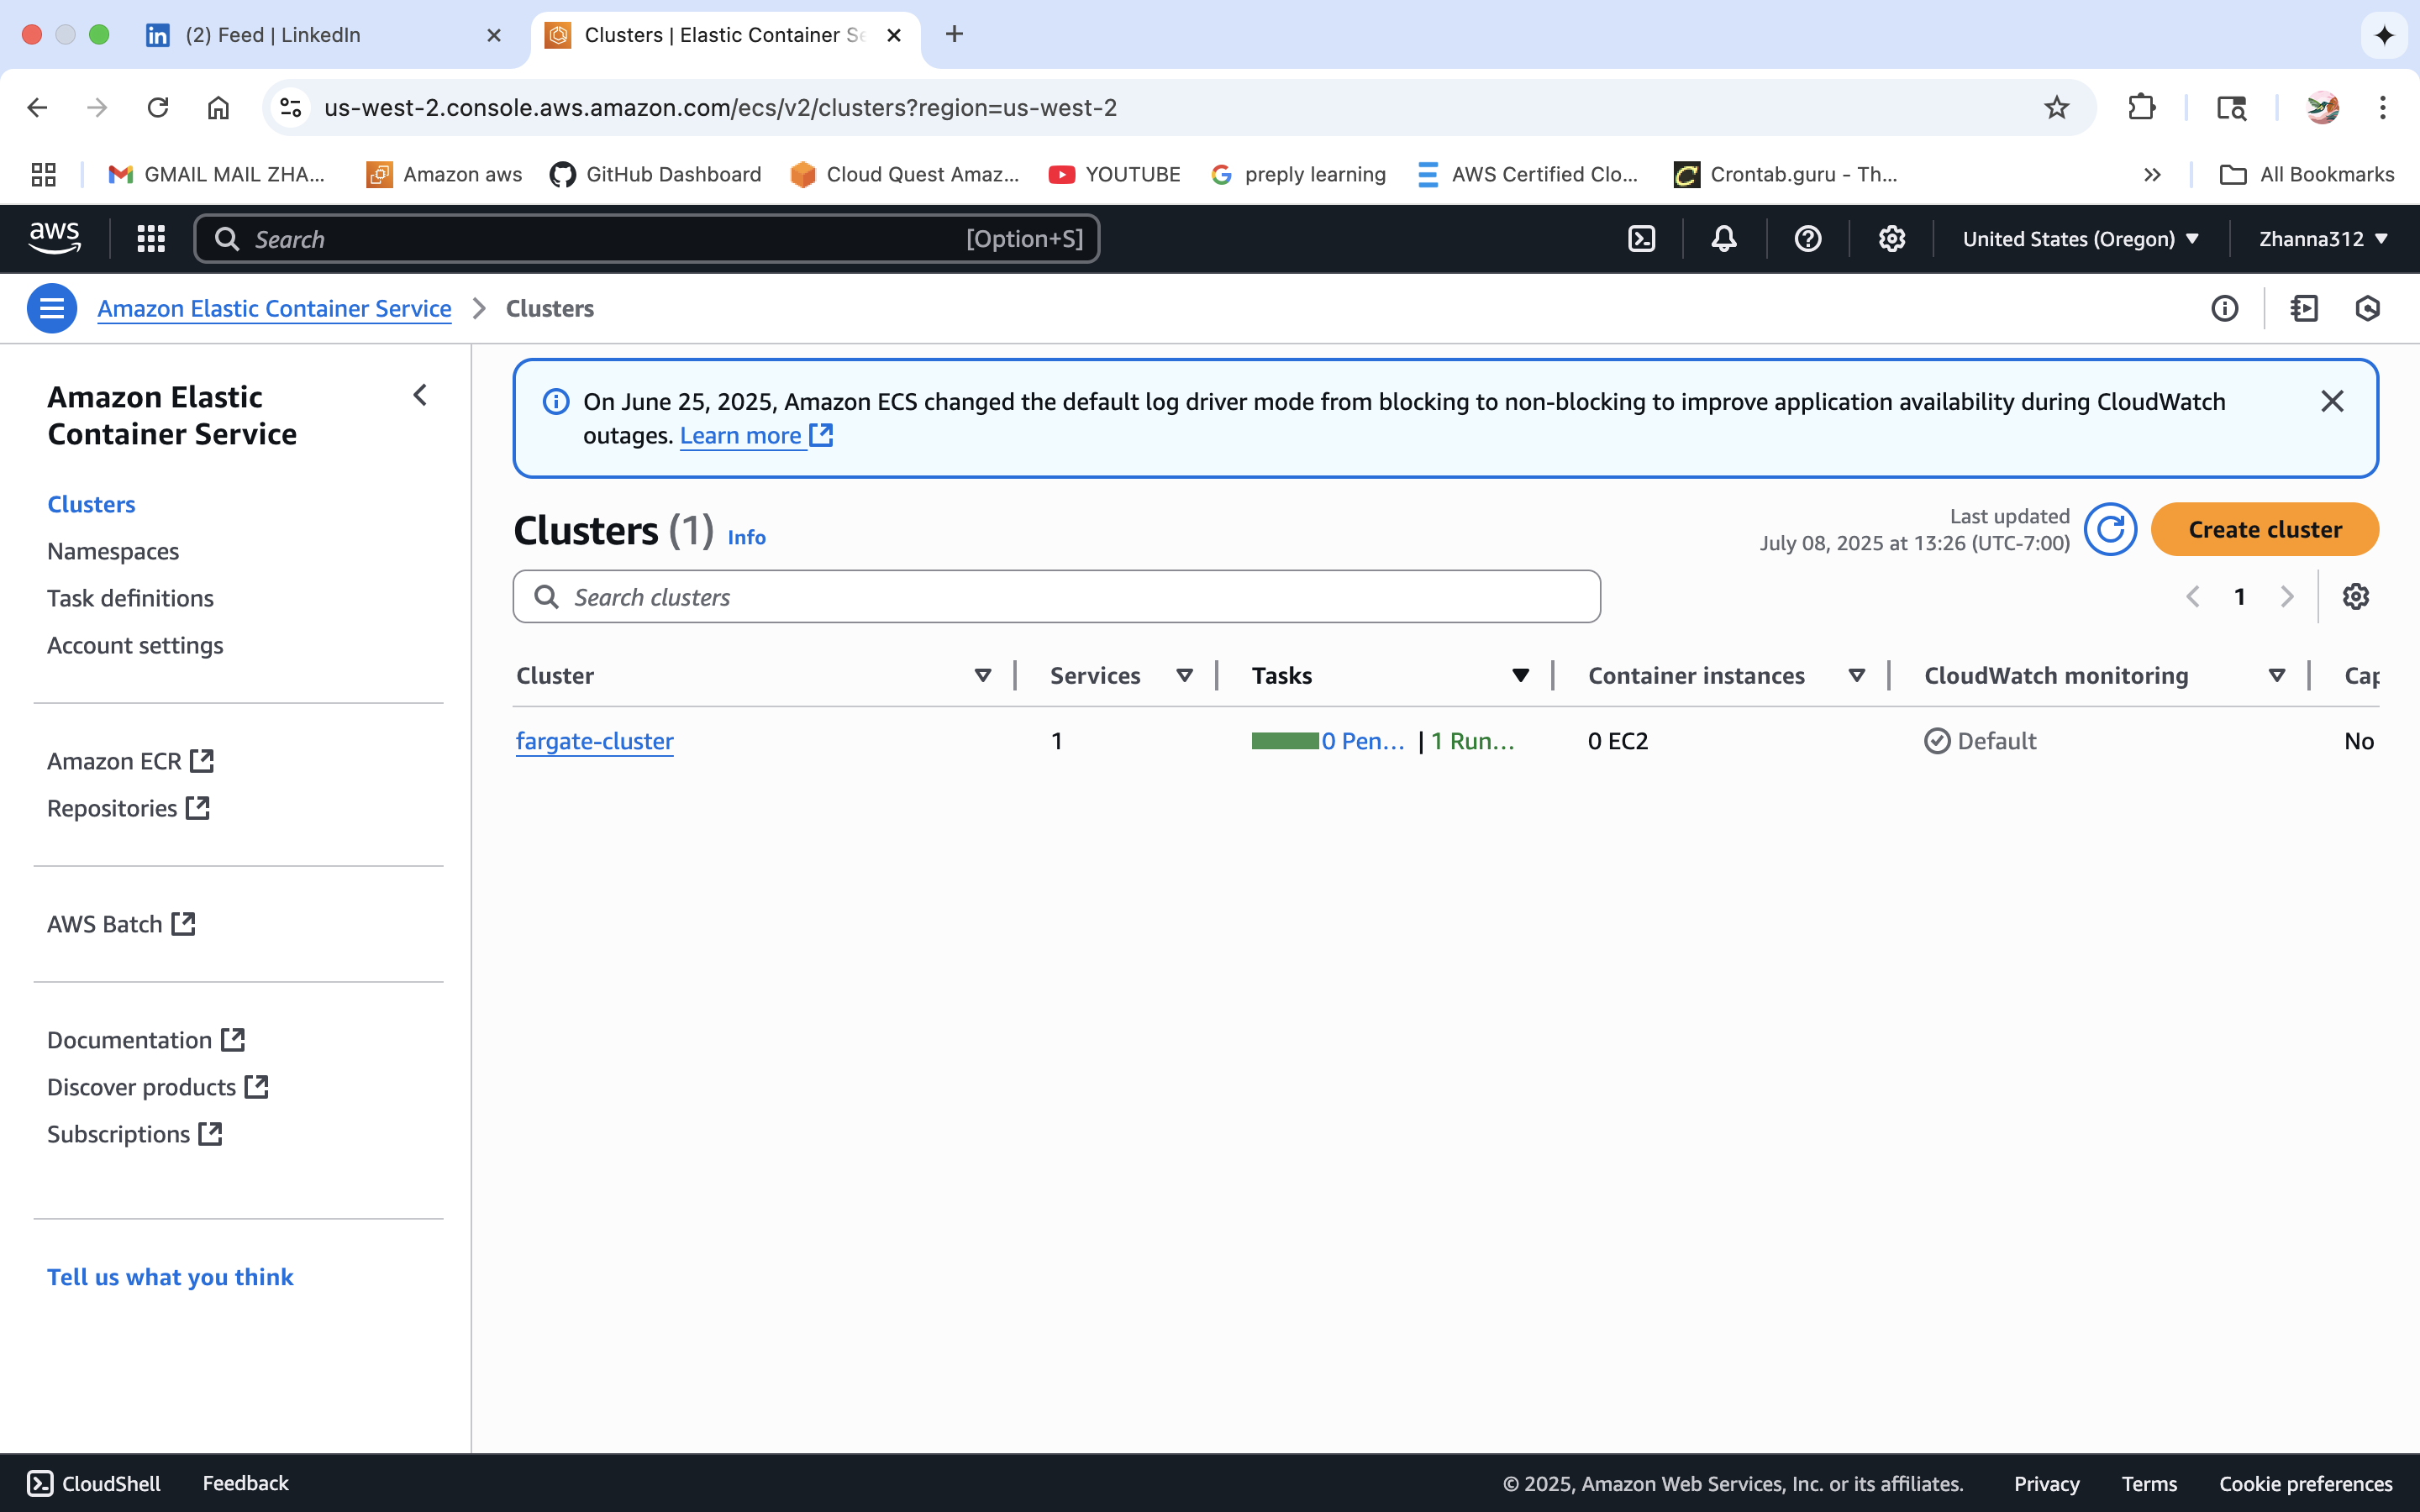 (2) Feed | LinkedIn
Clusters | Elastic Container Se
us-west-2.console.aws.amazon.com/ecs/v2/clusters?region=us-west-2
GMAIL MAIL ZHA...
Amazon aws
GitHub Dashboard
Cloud Quest Amaz...
YOUTUBE
preply learning
AWS Certified Clo...
Crontab.guru - Th...
All Bookmarks
aws
Search
[Option+S]
United States (Oregon)
Zhanna312
Amazon Elastic Container Service
Clusters
Amazon Elastic
Container Service
Clusters
Namespaces
Task definitions
Account settings
Amazon ECR
Repositories
AWS Batch
Documentation
Discover products
Subscriptions
Tell us what you think
On June 25, 2025, Amazon ECS changed the default log driver mode from blocking to non-blocking to improve application availability during CloudWatch
outages. Learn more
Clusters (1) Info
Last updated
July 08, 2025 at 13:26 (UTC-7:00)
Create cluster
Search clusters
1
Cluster
Services
Tasks
Container instances
CloudWatch monitoring
Cap
fargate-cluster
1
0 Pen... | 1 Run...
0 EC2
Default
No
CloudShell
Feedback
© 2025, Amazon Web Services, Inc. or its affiliates.
Privacy
Terms
Cookie preferences